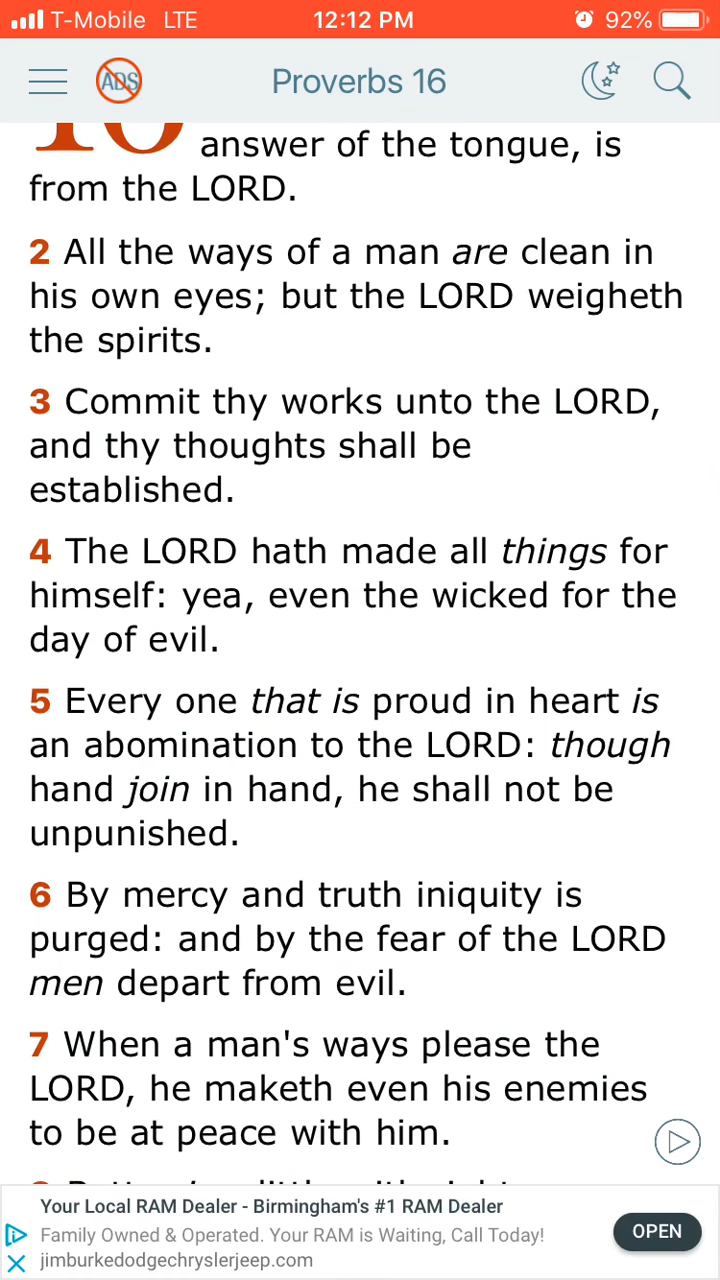 T-Mobile LTE 12:12 PM 92%
ADS Proverbs 16
answer of the tongue, is
from the LORD.
2 All the ways of a man are clean in
his own eyes; but the LORD weigheth
the spirits.
3 Commit thy works unto the LORD,
and thy thoughts shall be
established.
4 The LORD hath made all things for
himself: yea, even the wicked for the
day of evil.
5 Every one that is proud in heart is
an abomination to the LORD: though
hand join in hand, he shall not be
unpunished.
6 By mercy and truth iniquity is
purged: and by the fear of the LORD
men depart from evil.
7 When a man's ways please the
LORD, he maketh even his enemies
to be at peace with him.
Your Local RAM Dealer - Birmingham's #1 RAM Dealer
Family Owned & Operated. Your RAM is Waiting, Call Today!
jimburkedodgechryslerjeep.com
OPEN